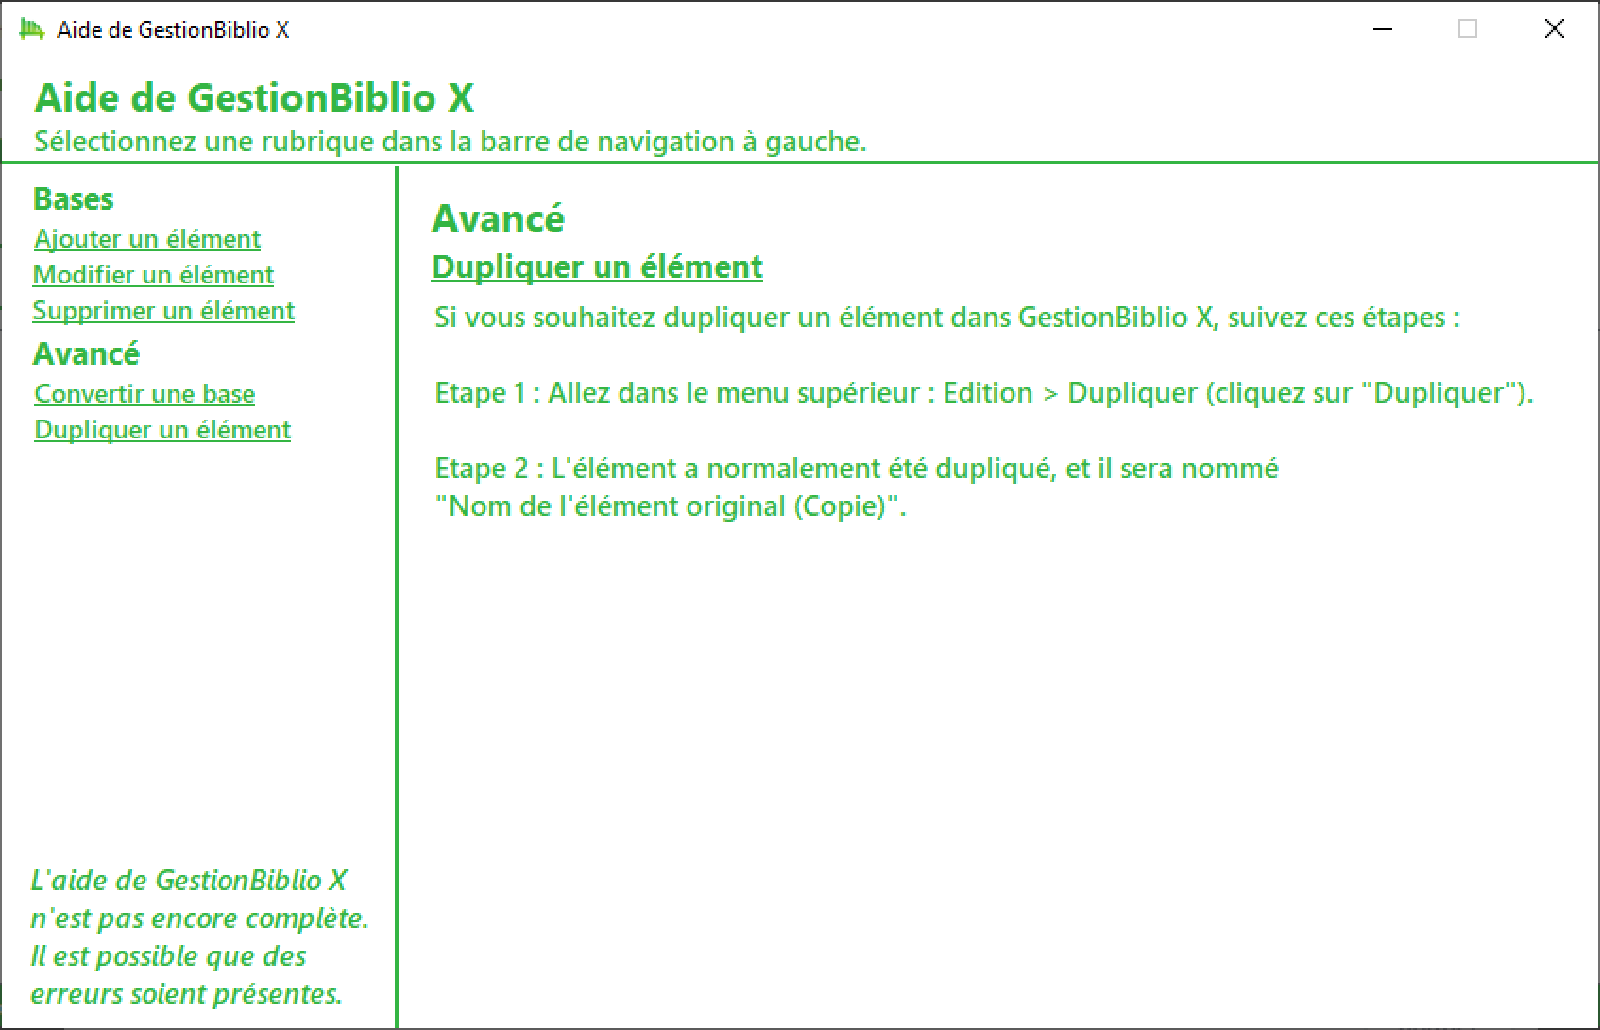 Aide de GestionBiblio X
Aide de GestionBiblio X
Sélectionnez une rubrique dans la barre de navigation à gauche.
Bases
Ajouter un élément
Modifier un élément
Supprimer un élément
Avancé
Convertir une base
Dupliquer un élément
L'aide de GestionBiblio X
n'est pas encore complète.
Il est possible que des
erreurs soient présentes.
Avancé
Dupliquer un élément
Si vous souhaitez dupliquer un élément dans GestionBiblio X, suivez ces étapes :
Etape 1 : Allez dans le menu supérieur : Edition > Dupliquer (cliquez sur "Dupliquer").
Etape 2 : L'élément a normalement été dupliqué, et il sera nommé
"Nom de l'élément original (Copie)".